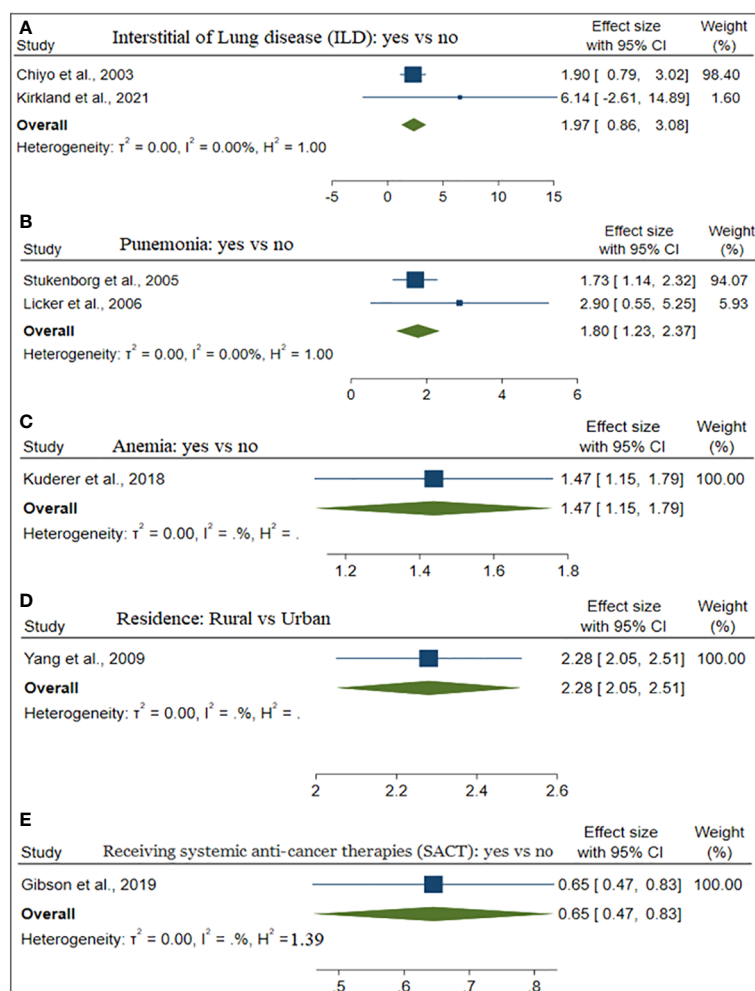 A
Interstitial of Lung disease (ILD): yes vs no
Effect size Weight
Study with 95% CI (%)
Chiyo et al., 2003 1.90 [ 0.79, 3.02] 98.40
Kirkland et al., 2021 6.14 [ -2.61, 14.89] 1.60
Overall 1.97 [ 0.86, 3.08]
Heterogeneity: τ² = 0.00, I² = 0.00%, H² = 1.00
-5 0 5 10 15
B
Punemonia: yes vs no
Effect size Weight
Study with 95% CI (%)
Stukenborg et al., 2005 1.73 [ 1.14, 2.32] 94.07
Licker et al., 2006 2.90 [ 0.55, 5.25] 5.93
Overall 1.80 [ 1.23, 2.37]
Heterogeneity: τ² = 0.00, I² = 0.00%, H² = 1.00
0 2 4 6
C
Anemia: yes vs no
Effect size Weight
Study with 95% CI (%)
Kuderer et al., 2018 1.47 [ 1.15, 1.79] 100.00
Overall 1.47 [ 1.15, 1.79]
Heterogeneity: τ² = 0.00, I² = .%, H² = .
1.2 1.4 1.6 1.8
D
Residence: Rural vs Urban
Effect size Weight
Study with 95% CI (%)
Yang et al., 2009 2.28 [ 2.05, 2.51] 100.00
Overall 2.28 [ 2.05, 2.51]
Heterogeneity: τ² = 0.00, I² = .%, H² = .
2 2.2 2.4 2.6
E
Effect size Weight
Study Receiving systemic anti-cancer therapies (SACT): yes vs no with 95% CI (%)
Gibson et al., 2019 0.65 [ 0.47, 0.83] 100.00
Overall 0.65 [ 0.47, 0.83]
Heterogeneity: τ² = 0.00, I² = .%, H² = 1.39
.5 .6 .7 .8